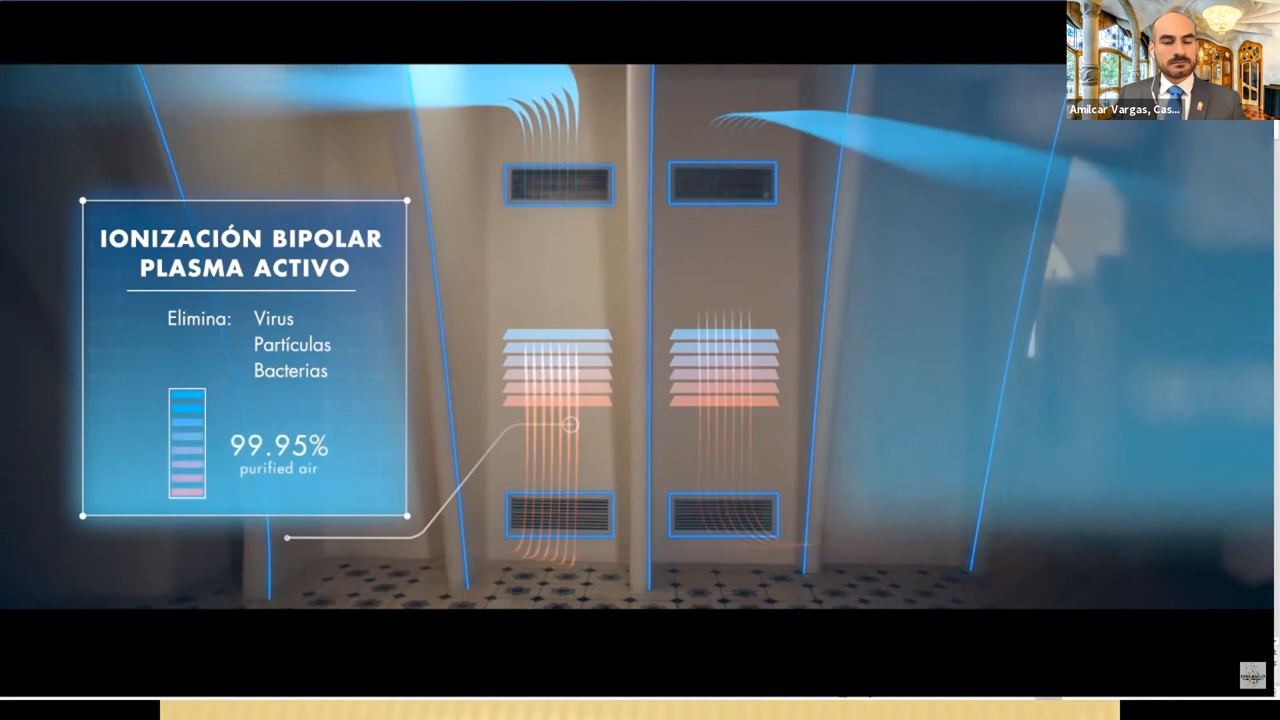 Amilcar Vargas, Cas...
IONIZACIÓN BIPOLAR
PLASMA ACTIVO
Elimina: Virus
Partículas
Bacterias
99.95%
purified air